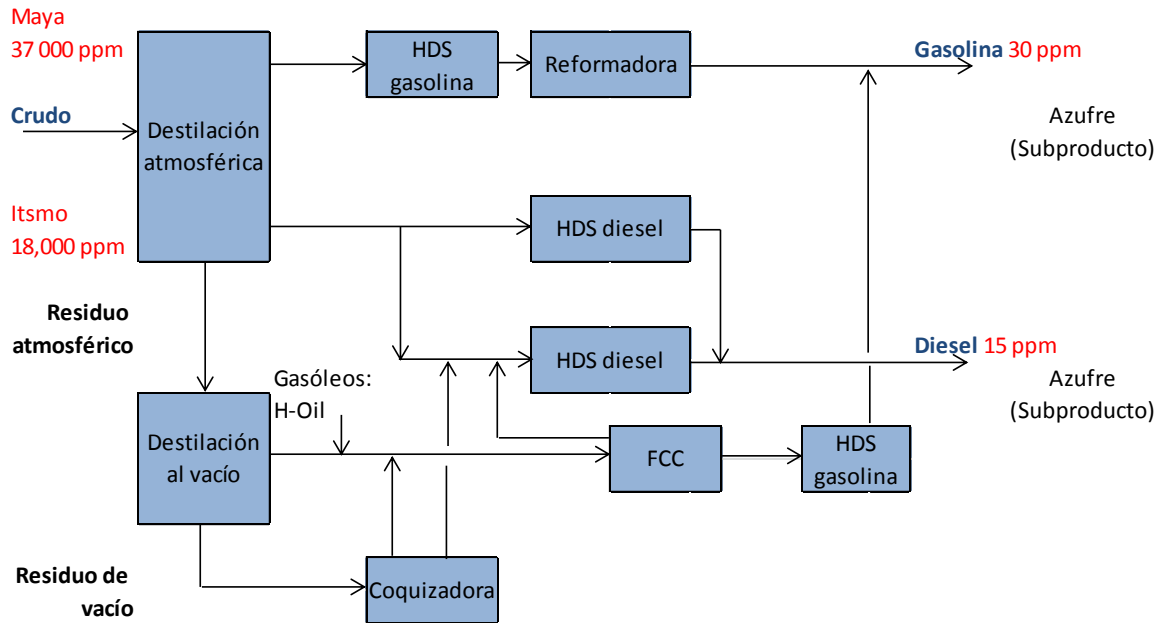 Maya
37 000 ppm
Crudo
Itsmo
18,000 ppm
Destilación
atmosférica
HDS
gasolina
Reformadora
Gasolina 30 ppm
Azufre
(Subproducto)
HDS diesel
Residuo
atmosférico
HDS diesel
Diesel 15 ppm
Azufre
(Subproducto)
Gasóleos:
H-Oil
Destilación
al vacío
FCC
HDS
gasolina
Residuo de
vacío
Coquizadora